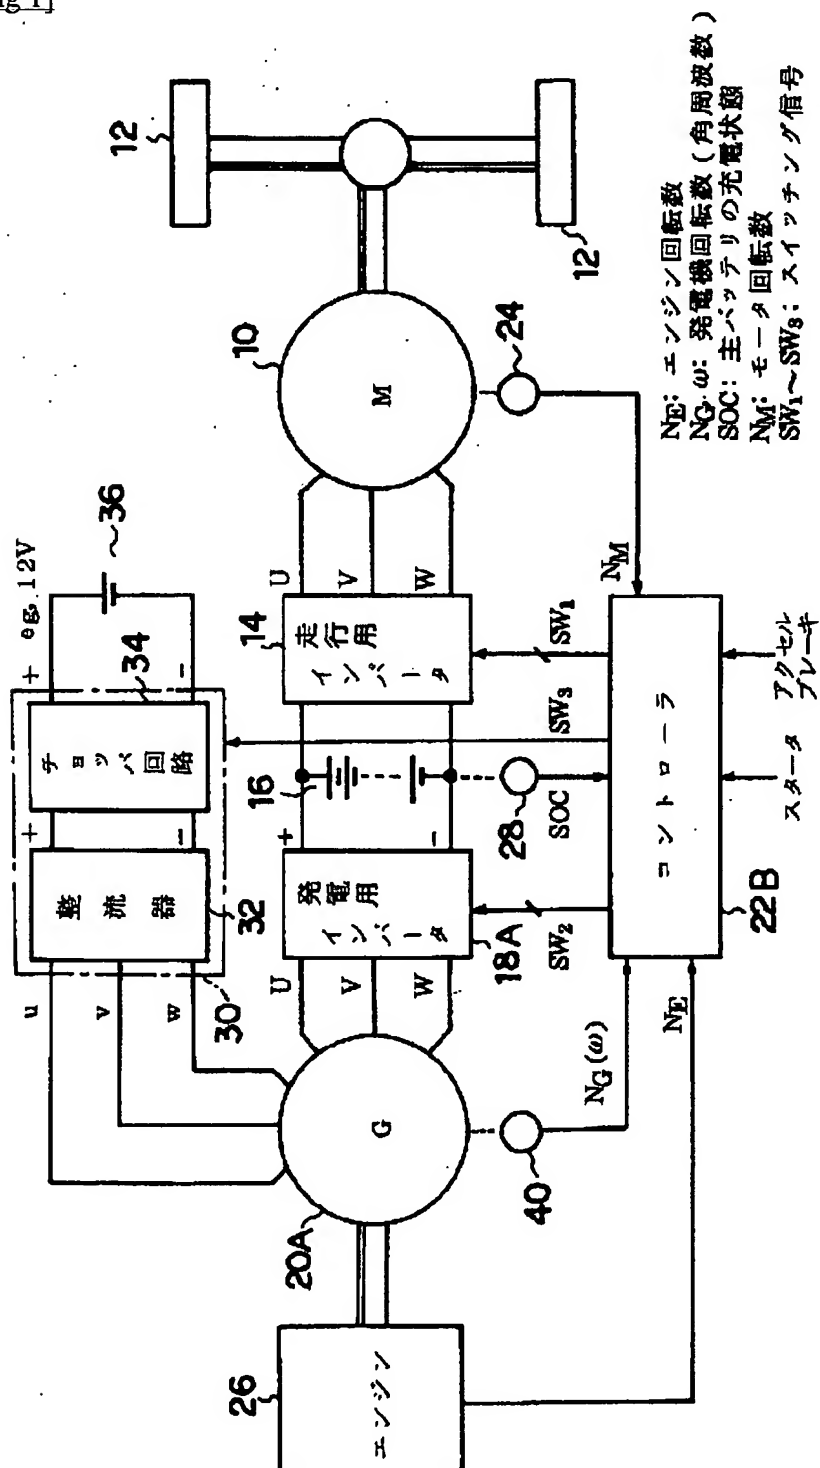 ig 1]
12
12
10
M
24
NM
U
V
W
36
eg, 12V
+
-
34
チョッパ回路
14
走行用
インバータ
SW1
SW3
16
28
SOC
+
-
整流器
32
30
u
v
w
発電用
インバータ
18A
SW2
+
-
U
V
W
G
20A
40
NG(ω)
NE
26
エンジン
コントローラ
22B
アクセル
ブレーキ
スタータ
NE: エンジン回転数
NG, ω: 発電機回転数(角周波数)
SOC: 主バッテリの充電状態
NM: モータ回転数
SW1~SW3: スイッチング信号